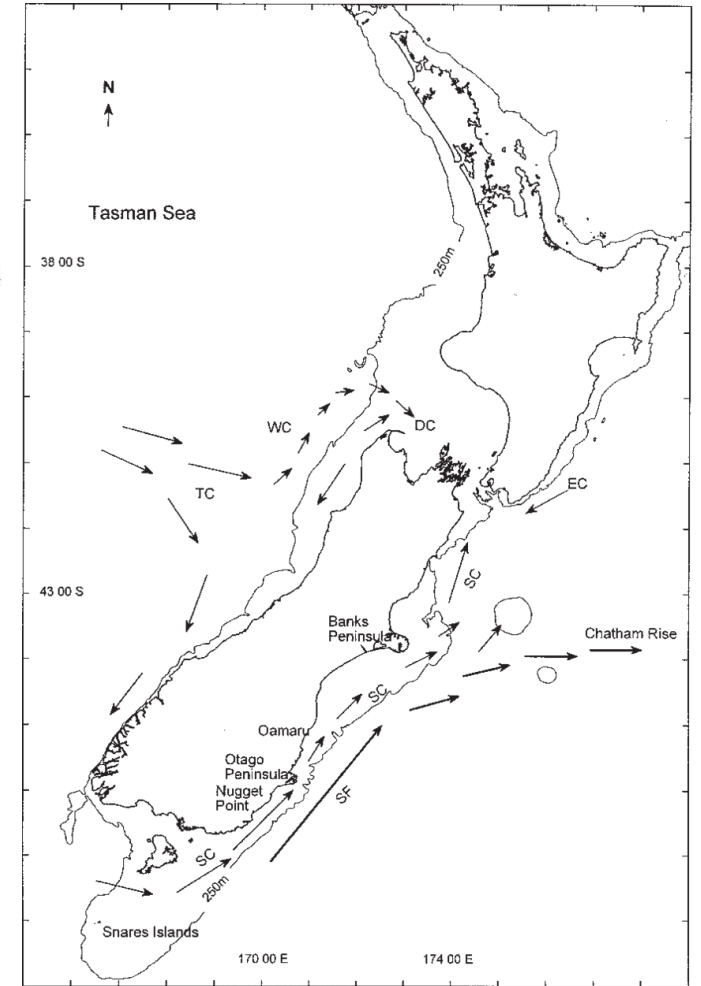 N
Tasman Sea
38 00 S
250m
WC
DC
TC
EC
SC
43 00 S
Banks
Peninsula
Chatham Rise
SC
Oamaru
Otago
Peninsula
Nugget
Point
SF
SC
250m
Snares Islands
170 00 E
174 00 E